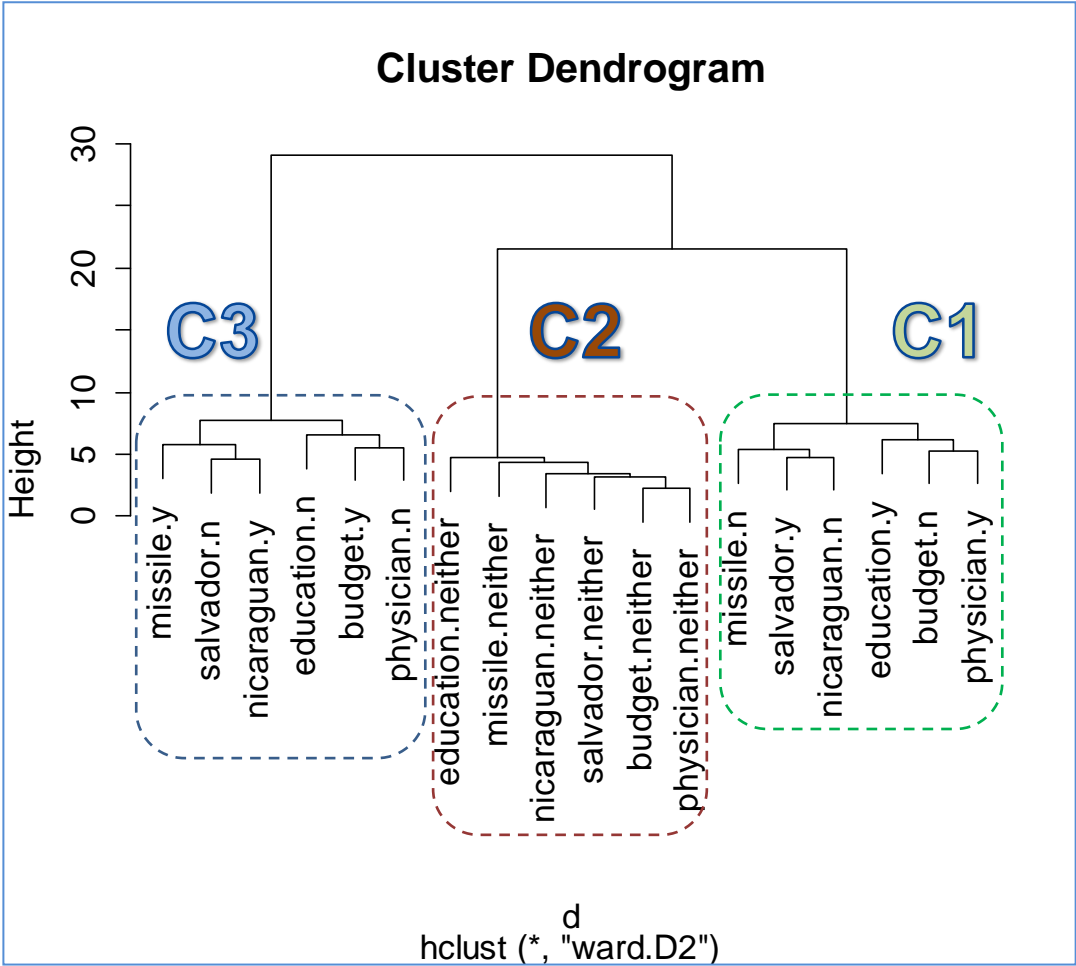 Cluster Dendrogram
30
20
10
5
0
Height
C3
C2
C1
missile.y
salvador.n
nicaraguan.y
education.n
budget.y
physician.n
education.neither
missile.neither
nicaraguan.neither
salvador.neither
budget.neither
physician.neither
missile.n
salvador.y
nicaraguan.n
education.y
budget.n
physician.y
d
hclust (*, "ward.D2")